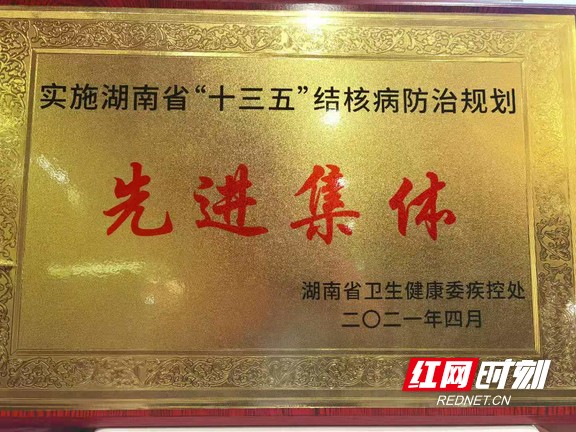 实施湖南省“十三五”结核病防治规划
先进集体
湖南省卫生健康委疾控处
二〇二一年四月
红网时刻
REDNET.CN